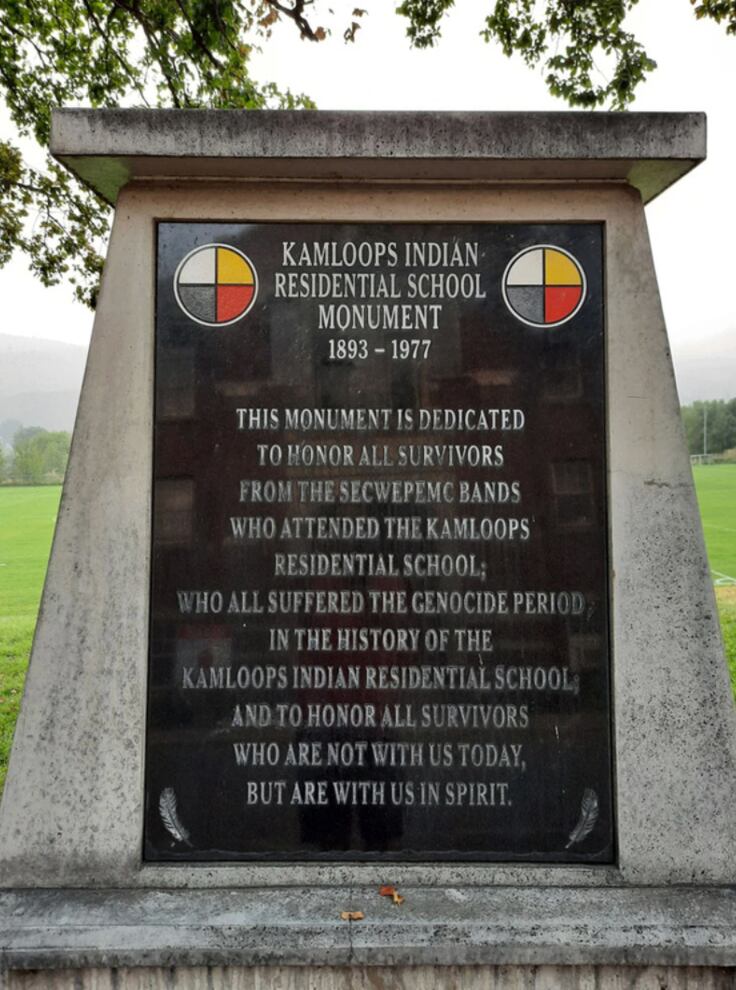 KAMLOOPS INDIAN
RESIDENTIAL SCHOOL
MONUMENT
1893 – 1977
THIS MONUMENT IS DEDICATED
TO HONOR ALL SURVIVORS
FROM THE SECWEPEMC BANDS
WHO ATTENDED THE KAMLOOPS
RESIDENTIAL SCHOOL;
WHO ALL SUFFERED THE GENOCIDE PERIOD
IN THE HISTORY OF THE
KAMLOOPS INDIAN RESIDENTIAL SCHOOL;
AND TO HONOR ALL SURVIVORS
WHO ARE NOT WITH US TODAY,
BUT ARE WITH US IN SPIRIT.